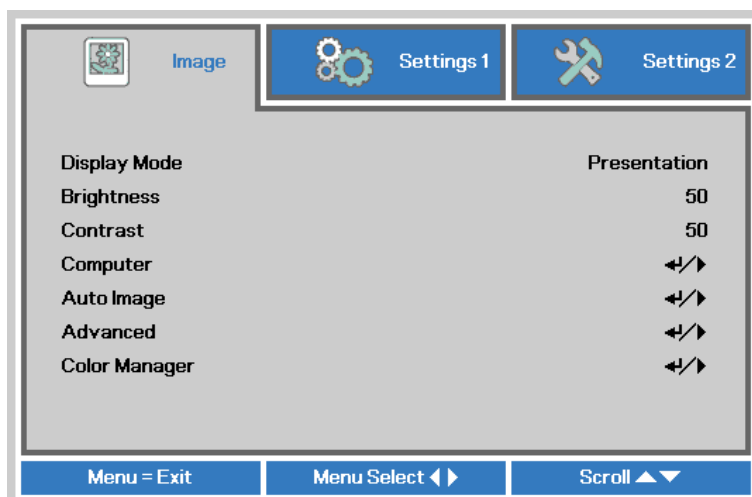 Image
Settings 1
Settings 2
Display Mode Presentation
Brightness 50
Contrast 50
Computer
Auto Image
Advanced
Color Manager
Menu = Exit
Menu Select
Scroll